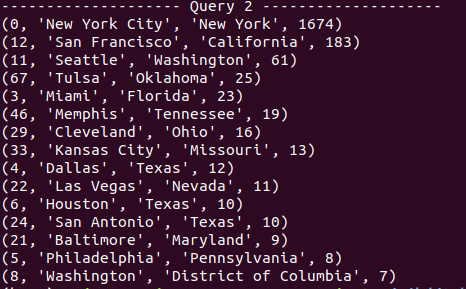 ------------------- Query 2 --------------------
(0, 'New York City', 'New York', 1674)
(12, 'San Francisco', 'California', 183)
(11, 'Seattle', 'Washington', 61)
(67, 'Tulsa', 'Oklahoma', 25)
(3, 'Miami', 'Florida', 23)
(46, 'Memphis', 'Tennessee', 19)
(29, 'Cleveland', 'Ohio', 16)
(33, 'Kansas City', 'Missouri', 13)
(4, 'Dallas', 'Texas', 12)
(22, 'Las Vegas', 'Nevada', 11)
(6, 'Houston', 'Texas', 10)
(24, 'San Antonio', 'Texas', 10)
(21, 'Baltimore', 'Maryland', 9)
(5, 'Philadelphia', 'Pennsylvania', 8)
(8, 'Washington', 'District of Columbia', 7)